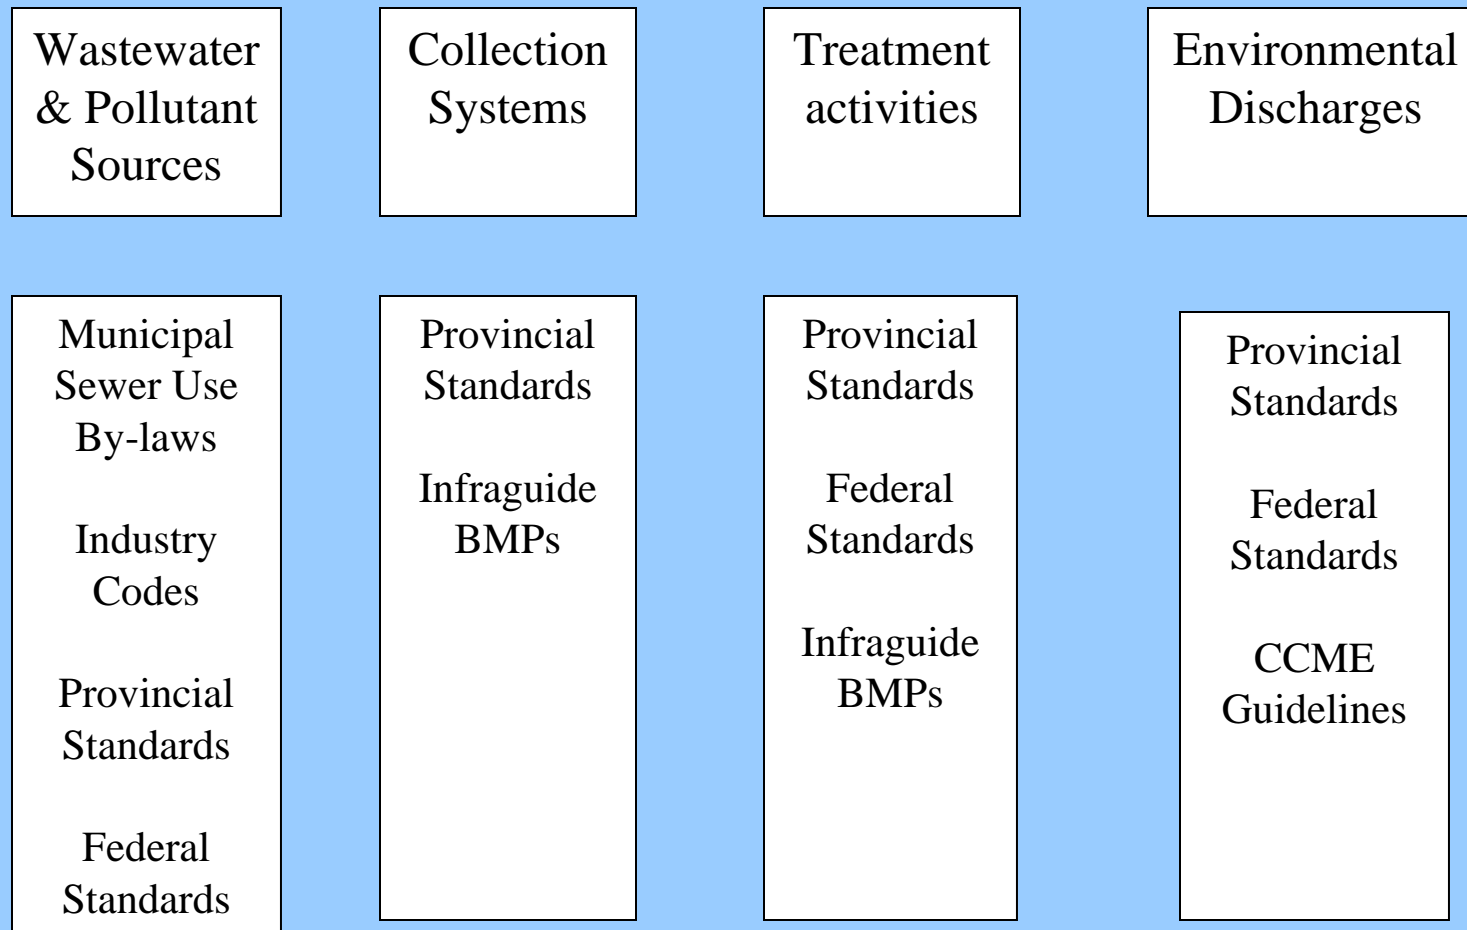 Wastewater
& Pollutant
Sources
Collection
Systems
Treatment
activities
Environmental
Discharges
Municipal
Sewer Use
By-laws
Industry
Codes
Provincial
Standards
Federal
Standards
Provincial
Standards
Infraguide
BMPs
Provincial
Standards
Federal
Standards
Infraguide
BMPs
Provincial
Standards
Federal
Standards
CCME
Guidelines